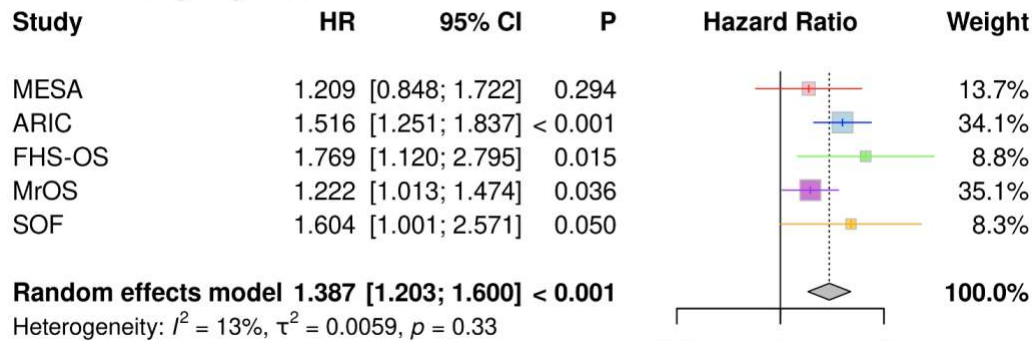 Study HR 95% CI P Hazard Ratio Weight
MESA 1.209 [0.848; 1.722] 0.294 13.7%
ARIC 1.516 [1.251; 1.837] < 0.001 34.1%
FHS-OS 1.769 [1.120; 2.795] 0.015 8.8%
MrOS 1.222 [1.013; 1.474] 0.036 35.1%
SOF 1.604 [1.001; 2.571] 0.050 8.3%
Random effects model 1.387 [1.203; 1.600] < 0.001 100.0%
Heterogeneity: I² = 13%, τ² = 0.0059, p = 0.33